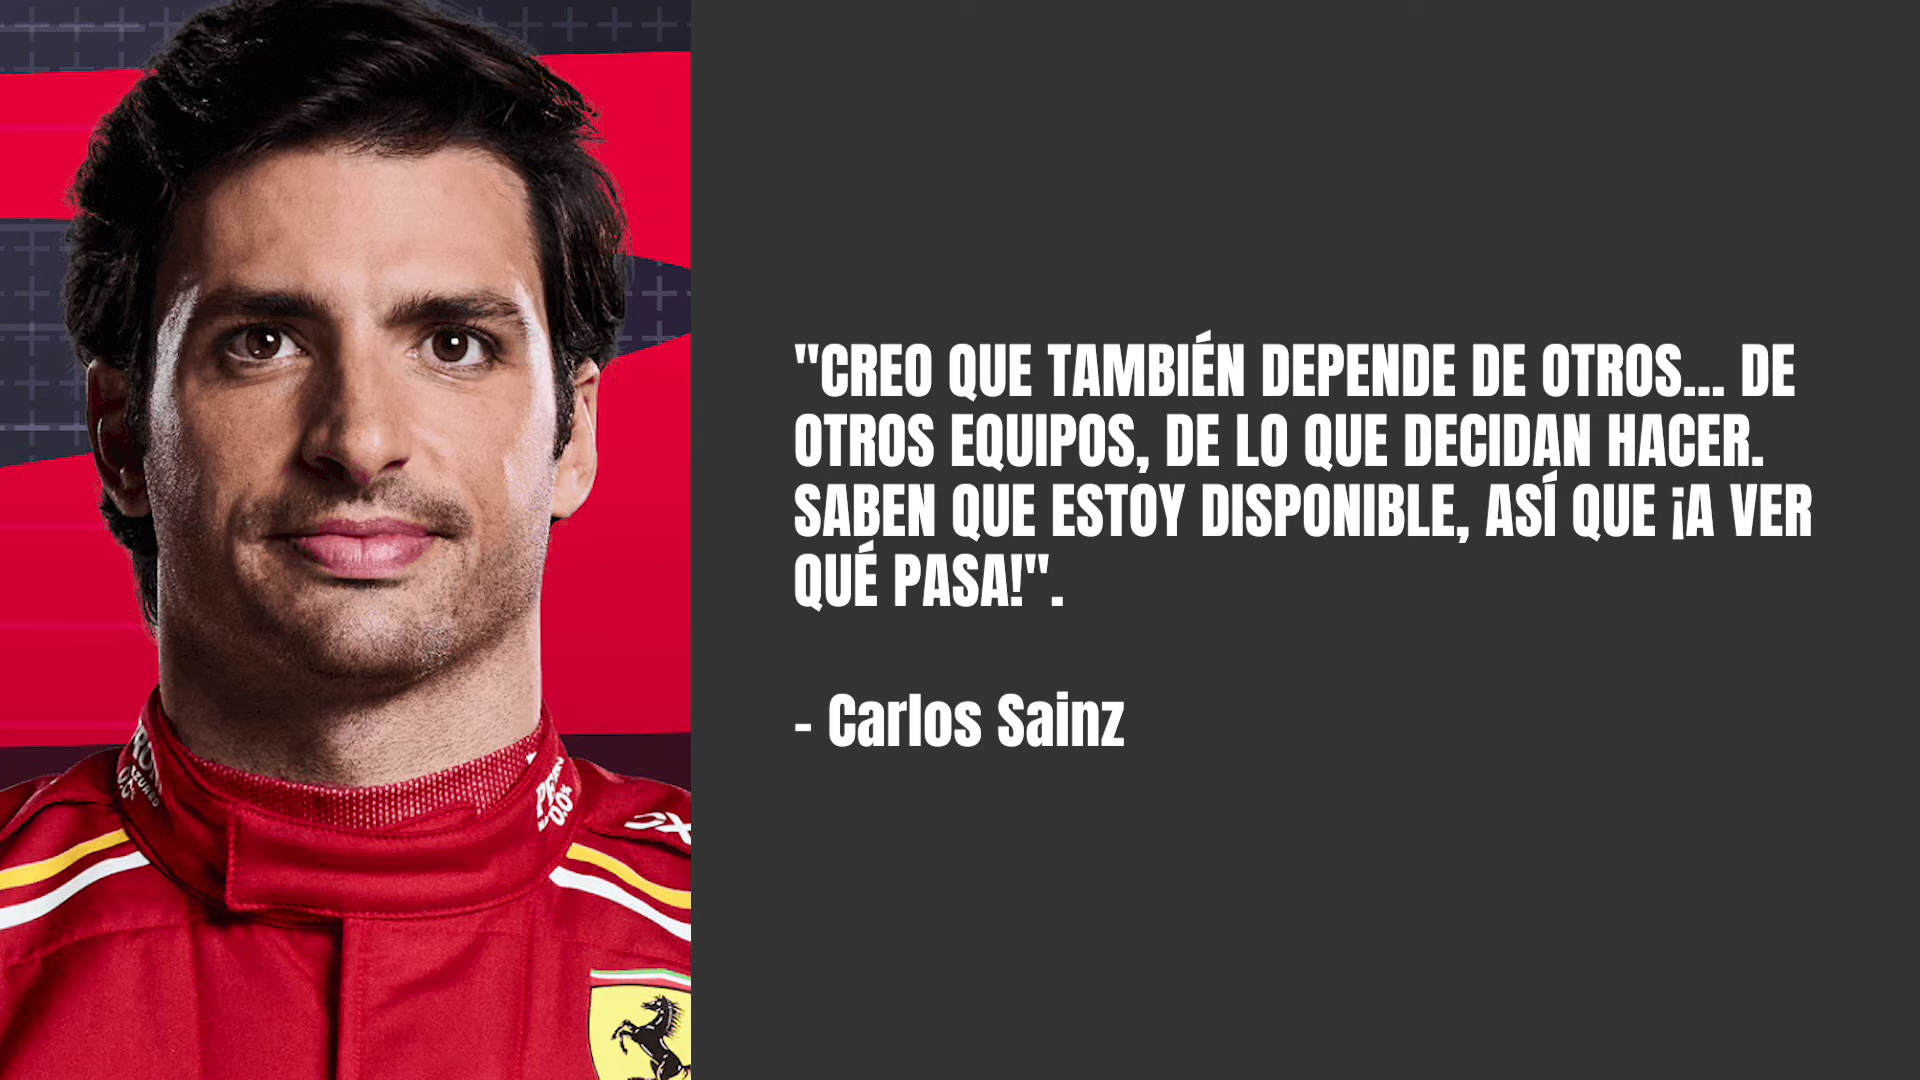 "CREO QUE TAMBIÉN DEPENDE DE OTROS... DE
OTROS EQUIPOS, DE LO QUE DECIDAN HACER.
SABEN QUE ESTOY DISPONIBLE, ASÍ QUE ¡A VER
QUÉ PASA!".
- Carlos Sainz